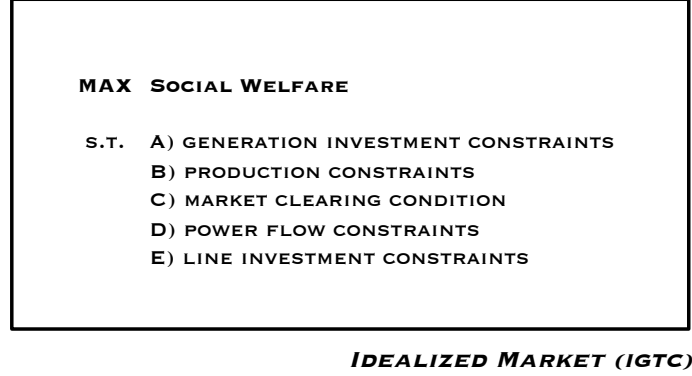 MAX Social Welfare
s.t. A) generation investment constraints
B) production constraints
C) market clearing condition
D) power flow constraints
E) line investment constraints
Idealized Market (IGTC)